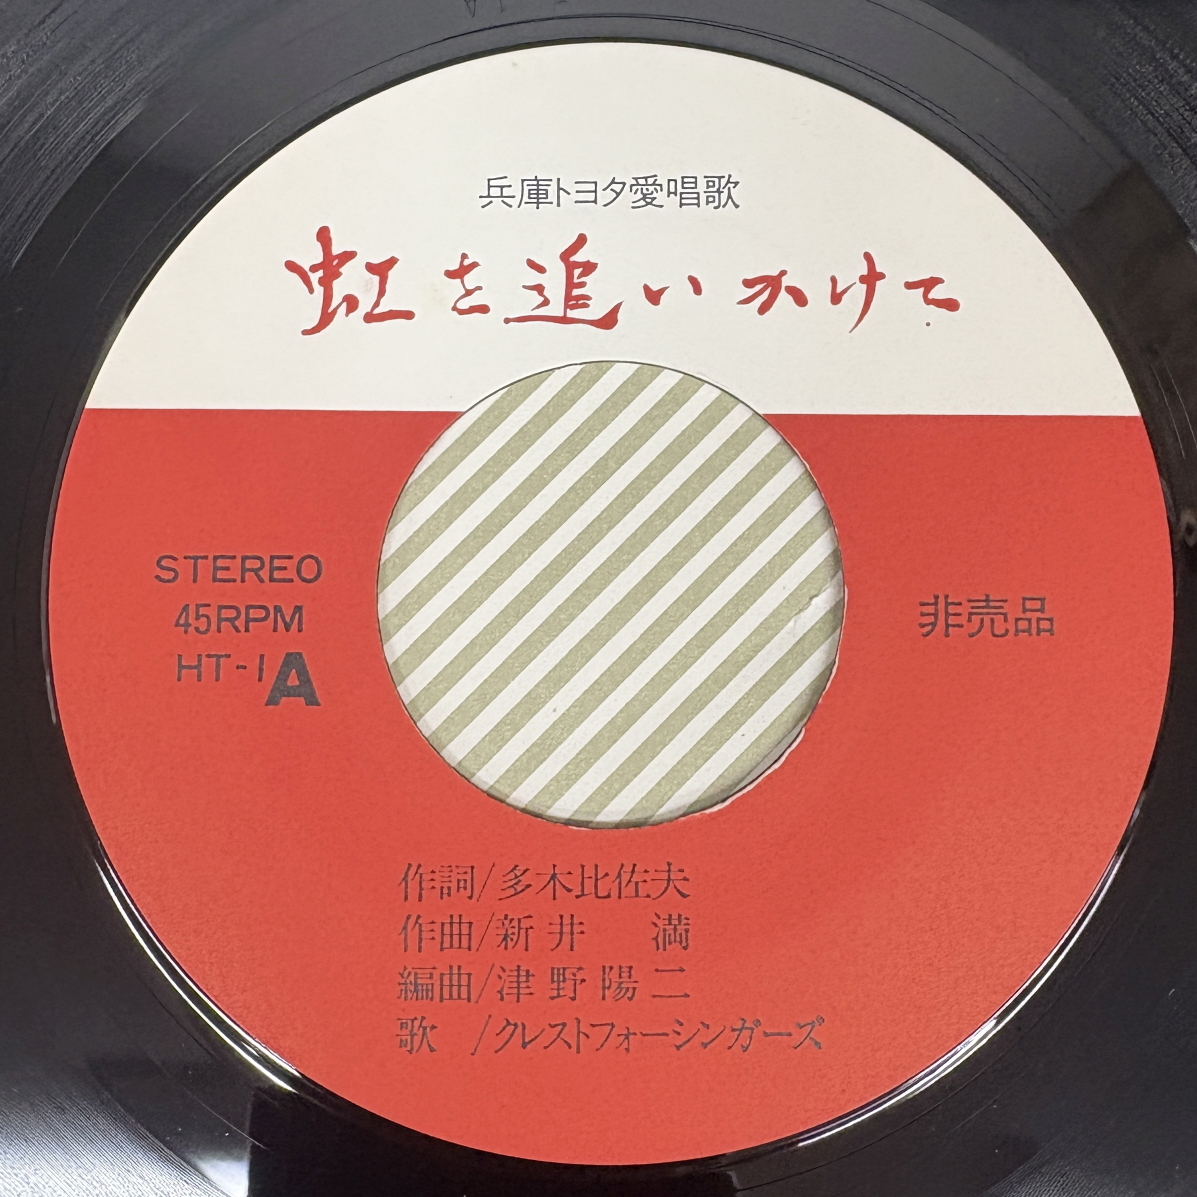 兵庫トヨタ愛唱歌
虹を追いかけて
STEREO
45RPM
HT-1A
非売品
作詞/多木比佐夫
作曲/新井 満
編曲/津野陽二
歌 /クレストフォーシンガーズ